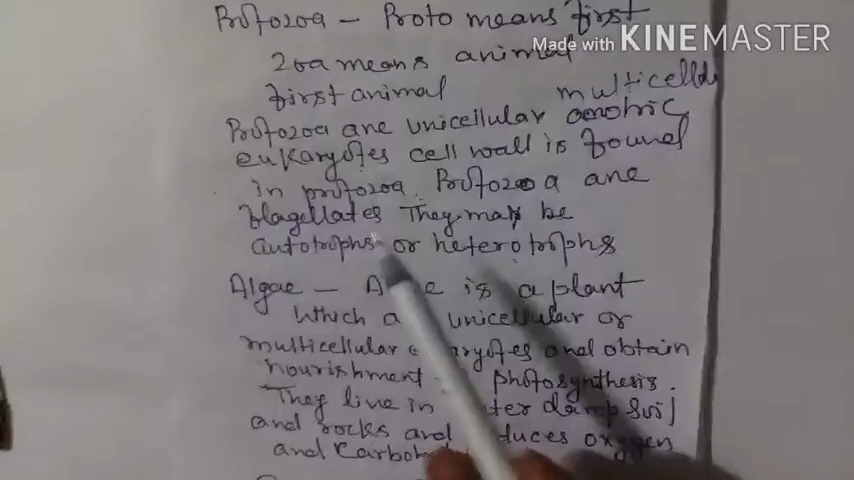 Protozoa - Proto means first
Made with KINEMASTER
zoa means animal
first animal
Protozoa are unicellular
eukaryotes cell wall is found
in protozoa. Protozoa are
flagellates They may be
autotrophs or heterotrophs
Algae - is a plant
which unicellular or
multicellular and obtain
nourishment photosynthesis.
They live in damp soil
and rocks and oxygen
and